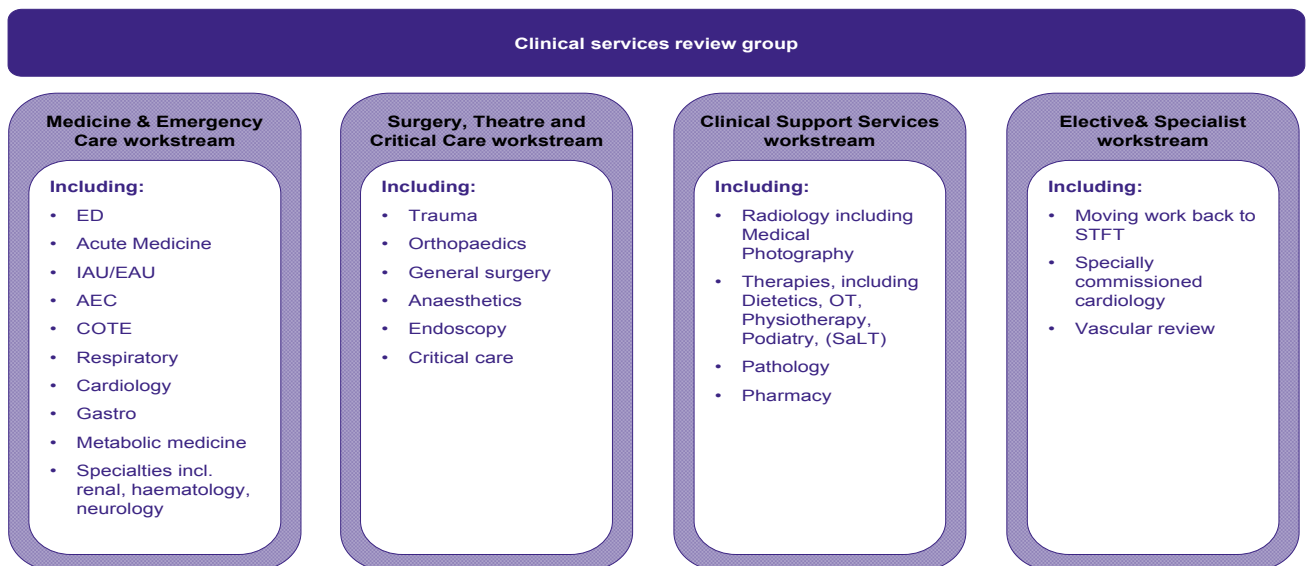 Clinical services review group
Medicine & Emergency
Care workstream
Including:
• ED
• Acute Medicine
• IAU/EAU
• AEC
• COTE
• Respiratory
• Cardiology
• Gastro
• Metabolic medicine
• Specialties incl.
renal, haematology,
neurology
Surgery, Theatre and
Critical Care workstream
Including:
• Trauma
• Orthopaedics
• General surgery
• Anaesthetics
• Endoscopy
• Critical care
Clinical Support Services
workstream
Including:
• Radiology including
Medical
Photography
• Therapies, including
Dietetics, OT,
Physiotherapy,
Podiatry, (SaLT)
• Pathology
• Pharmacy
Elective& Specialist
workstream
Including:
• Moving work back to
STFT
• Specially
commissioned
cardiology
• Vascular review